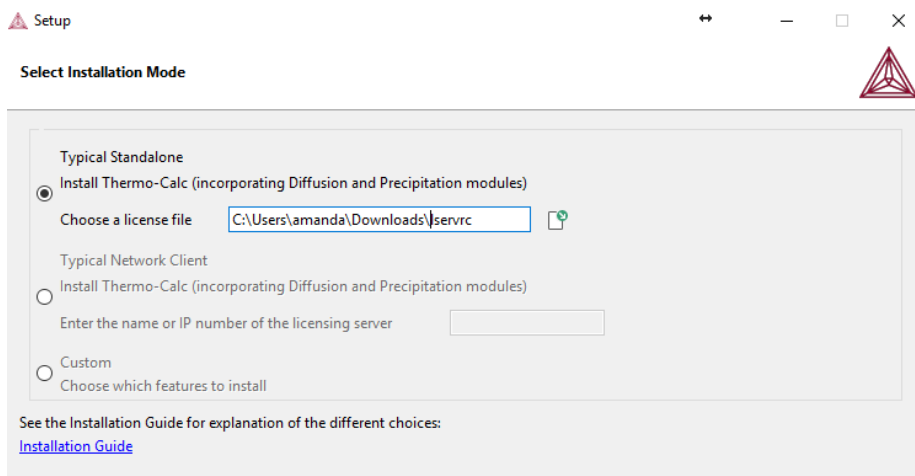 Setup
Select Installation Mode
Typical Standalone
Install Thermo-Calc (incorporating Diffusion and Precipitation modules)
Choose a license file C:\Users\amanda\Downloads\lservrc
Typical Network Client
Install Thermo-Calc (incorporating Diffusion and Precipitation modules)
Enter the name or IP number of the licensing server
Custom
Choose which features to install
See the Installation Guide for explanation of the different choices:
Installation Guide